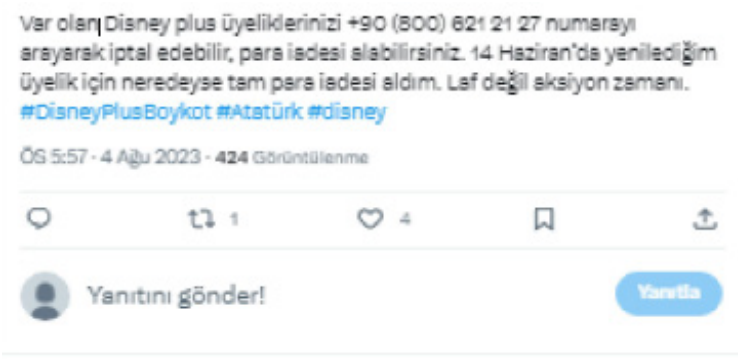 Var olan Disney plus üyeliklerinizi +90 (800) 621 21 27 numarayı
arayarak iptal edebilir, para iadesi alabilirsiniz. 14 Haziran'da yenilediğim
üyelik için neredeyse tam para iadesi aldım. Laf değil aksiyon zamanı.
#DisneyPlusBoykot #Atatürk #disney
ÖS 5:57 · 4 Ağu 2023 · 424 Görüntülenme
1 4
Yanıtını gönder! Yanıtla